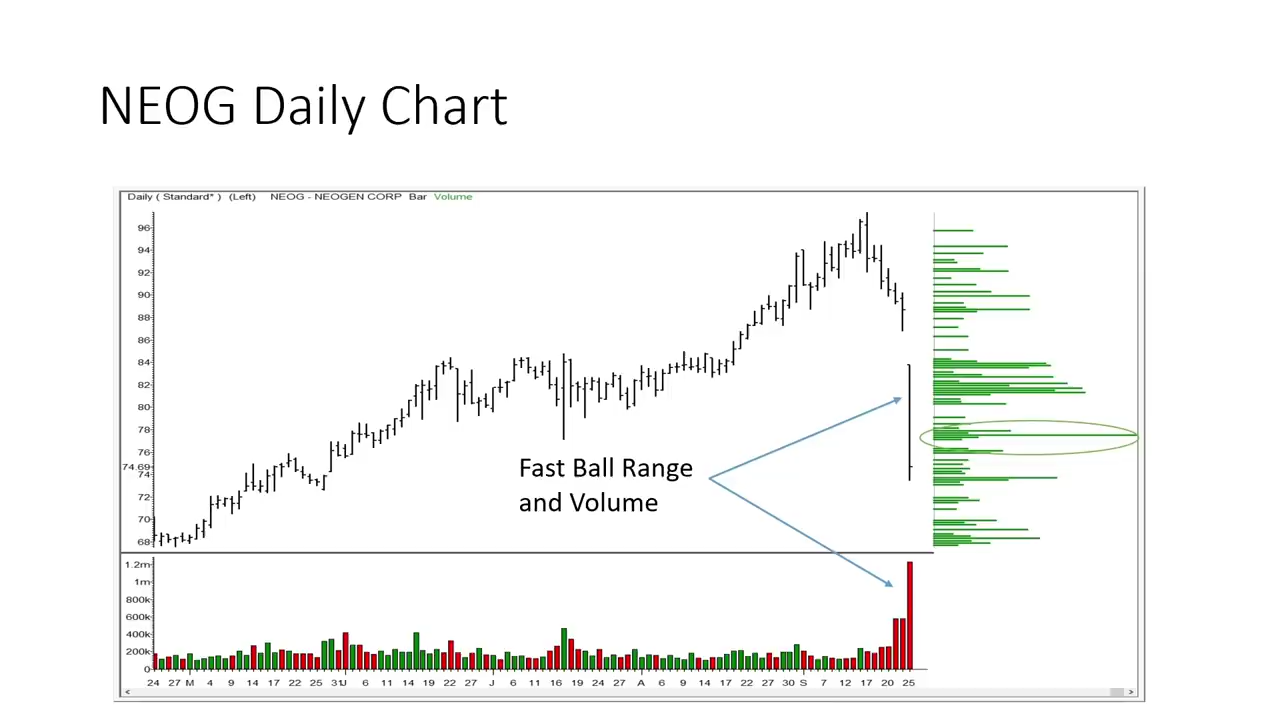 NEOG Daily Chart
Daily ( Standard* ) (Left) NEOG - NEOGEN CORP Bar Volume
96
94
92
90
88
86
84
82
80
78
76
74.69
74
72
70
68
Fast Ball Range
and Volume
1.2m
1m
800k
600k
400k
200k
0
24 27 M 4 9 14 17 22 25 31J 6 11 14 19 22 27 J 6 11 16 19 24 27 A 6 9 14 17 22 27 30 S 7 12 17 20 25